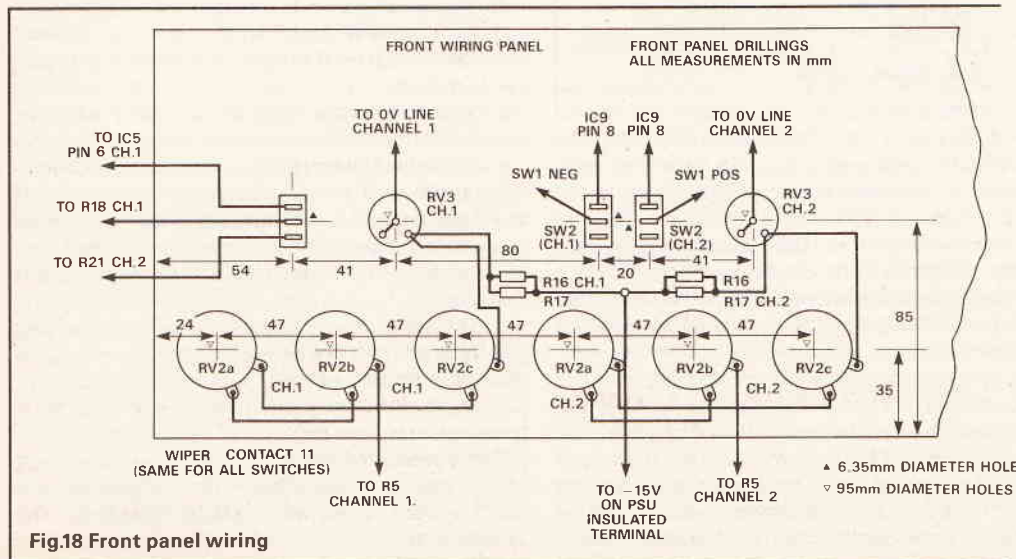 FRONT WIRING PANEL
FRONT PANEL DRILLINGS
ALL MEASUREMENTS IN mm
TO 0V LINE
CHANNEL 1
IC9
PIN 8
IC9
PIN 8
TO 0V LINE
CHANNEL 2
TO IC5
PIN 6 CH.1
TO R18 CH.1
TO R21 CH.2
RV3
CH.1
SW1 NEG
SW1 POS
RV3
CH.2
SW2
(CH.1)
SW2
(CH.2)
54
41
80
20
41
R16 CH.1
R17
R16
R17 CH.2
85
24
47
47
47
47
47
RV2a
RV2b
RV2c
RV2a
RV2b
RV2c
35
CH.1
CH.1
CH.2
CH.2
WIPER CONTACT 11
(SAME FOR ALL SWITCHES)
TO R5
CHANNEL 1.
TO –15V
ON PSU
INSULATED
TERMINAL
TO R5
CHANNEL 2
▲ 6.35mm DIAMETER HOLE
▽ 95mm DIAMETER HOLES
Fig.18 Front panel wiring